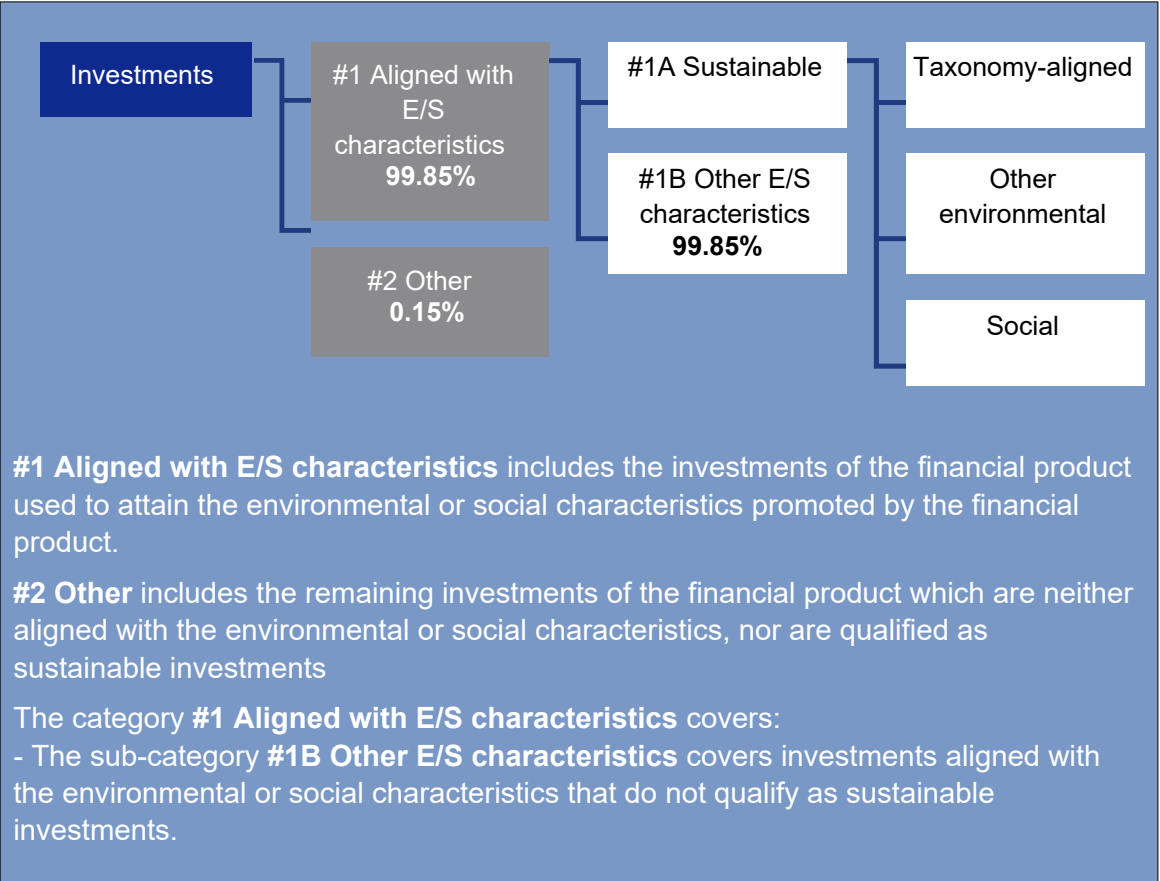 Investments
#1 Aligned with
E/S
characteristics
99.85%
#2 Other
0.15%
#1A Sustainable
#1B Other E/S
characteristics
99.85%
Taxonomy-aligned
Other
environmental
Social
#1 Aligned with E/S characteristics includes the investments of the financial product
used to attain the environmental or social characteristics promoted by the financial
product.
#2 Other includes the remaining investments of the financial product which are neither
aligned with the environmental or social characteristics, nor are qualified as
sustainable investments
The category #1 Aligned with E/S characteristics covers:
- The sub-category #1B Other E/S characteristics covers investments aligned with
the environmental or social characteristics that do not qualify as sustainable
investments.